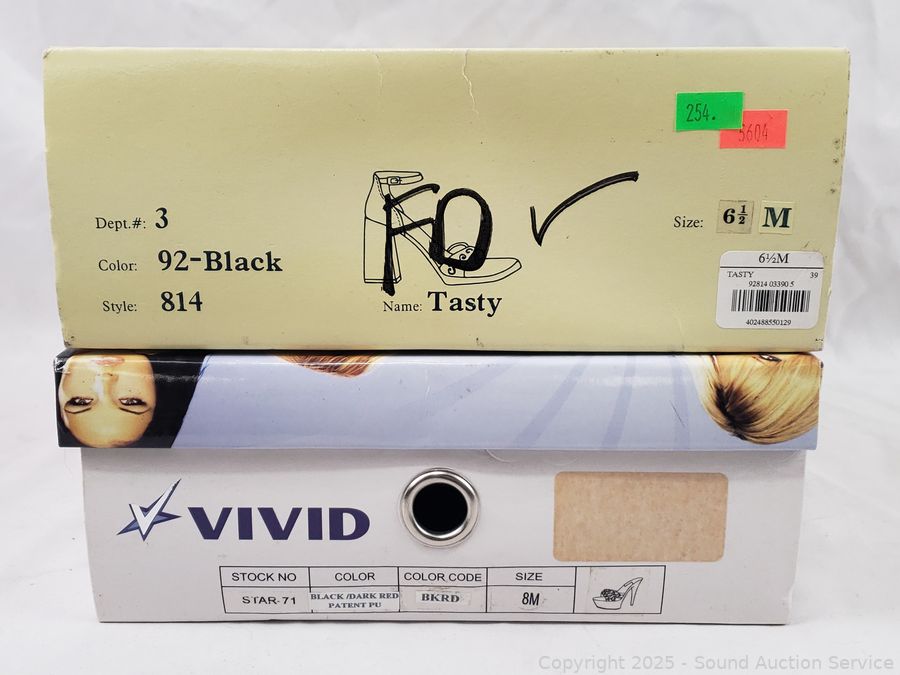 254.
5604
FO ✓
Dept.#: 3
Color: 92-Black
Style: 814
Name: Tasty
Size: 6½ M
6½M
TASTY 39
92814 03390 5
402488550129
VIVID
STOCK NO COLOR COLOR CODE SIZE
STAR-71 BLACK/DARK RED PATENT PU BKRD 8M
Copyright 2025 - Sound Auction Service